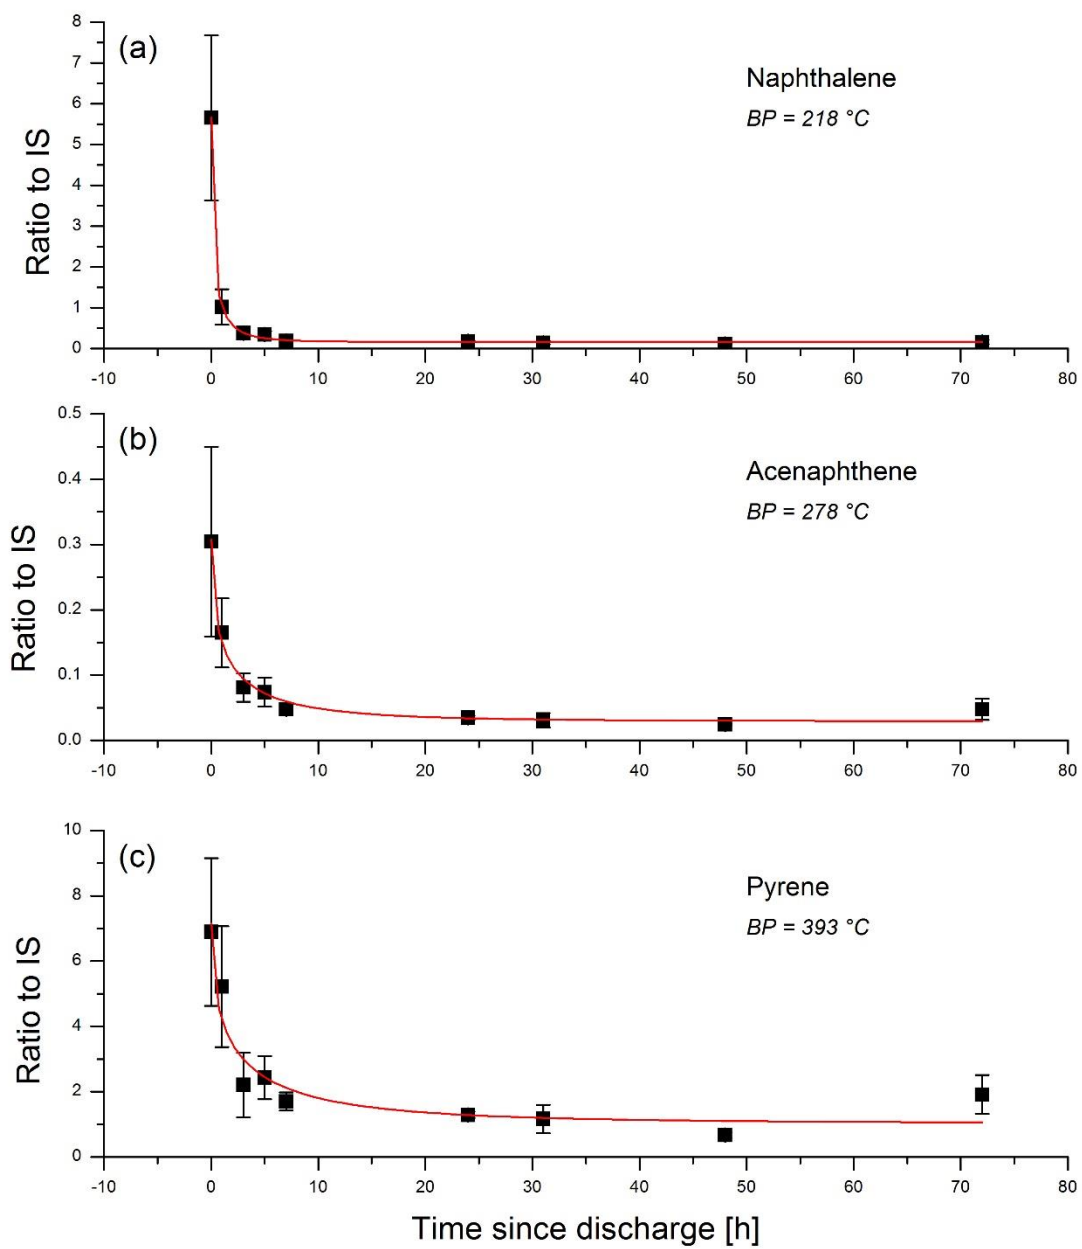 (a)
Naphthalene
BP = 218 °C
Ratio to IS
8
7
6
5
4
3
2
1
0
-10 0 10 20 30 40 50 60 70 80
(b)
Acenaphthene
BP = 278 °C
Ratio to IS
0.5
0.4
0.3
0.2
0.1
0.0
-10 0 10 20 30 40 50 60 70 80
(c)
Pyrene
BP = 393 °C
Ratio to IS
10
8
6
4
2
0
-10 0 10 20 30 40 50 60 70 80
Time since discharge [h]